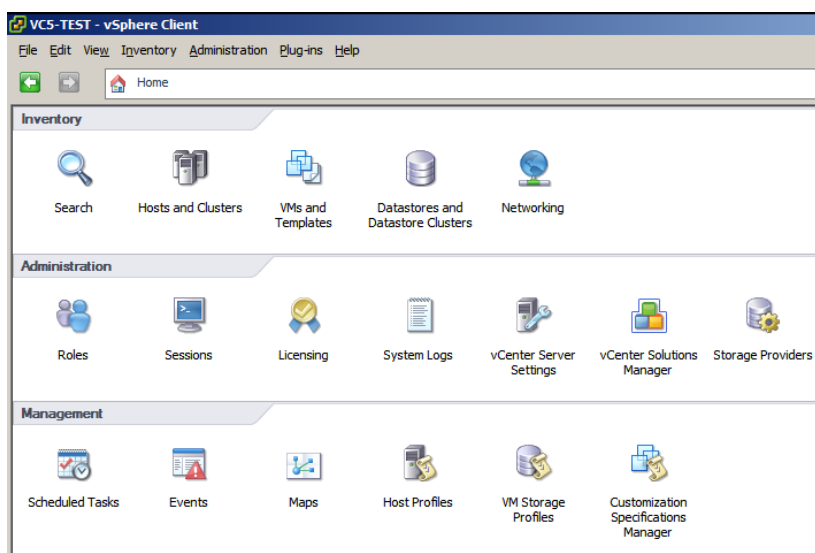 VC5-TEST - vSphere Client
File Edit View Inventory Administration Plug-ins Help
Home
Inventory
Search
Hosts and Clusters
VMs and
Templates
Datastores and
Datastore Clusters
Networking
Administration
Roles
Sessions
Licensing
System Logs
vCenter Server
Settings
vCenter Solutions
Manager
Storage Providers
Management
Scheduled Tasks
Events
Maps
Host Profiles
VM Storage
Profiles
Customization
Specifications
Manager